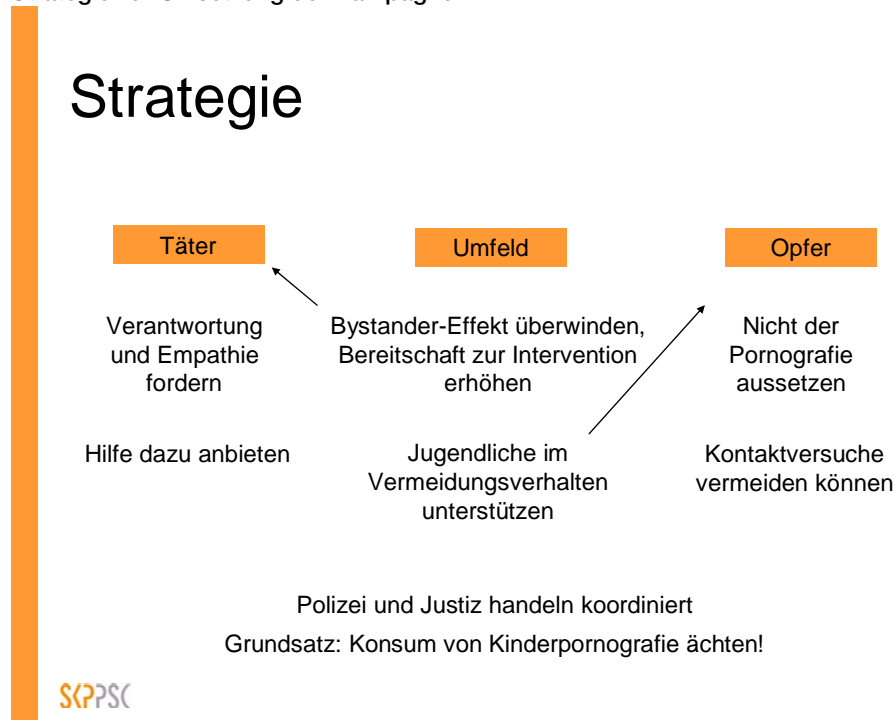 Strategie
Täter
Umfeld
Opfer
Verantwortung
und Empathie
fordern
Bystander-Effekt überwinden,
Bereitschaft zur Intervention
erhöhen
Nicht der
Pornografie
aussetzen
Hilfe dazu anbieten
Jugendliche im
Vermeidungsverhalten
unterstützen
Kontaktversuche
vermeiden können
Polizei und Justiz handeln koordiniert
Grundsatz: Konsum von Kinderpornografie ächten!
SKPPSC